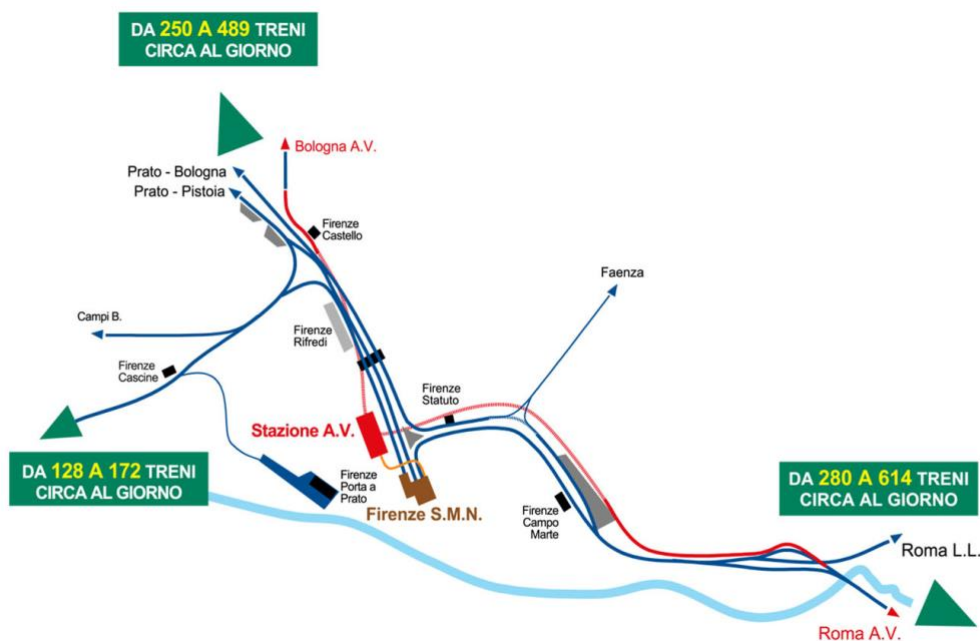 DA 250 A 489 TRENI
CIRCA AL GIORNO
Bologna A.V.
Prato - Bologna
Prato - Pistoia
Firenze
Castello
Faenza
Campi B.
Firenze
Rifredi
Firenze
Cascine
Firenze
Statuto
Stazione A.V.
DA 128 A 172 TRENI
CIRCA AL GIORNO
Firenze
Porta a
Prato
Firenze S.M.N.
Firenze
Campo
Marte
DA 280 A 614 TRENI
CIRCA AL GIORNO
Roma L.L.
Roma A.V.